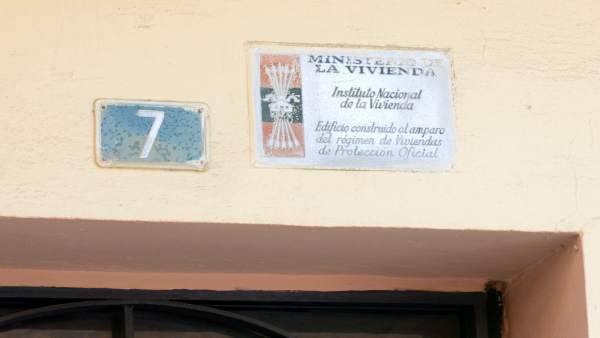 7
MINISTERIO DE
LA VIVIENDA
Instituto Nacional
de la Vivienda
Edificio construido al amparo
del régimen de Viviendas
de Protección Oficial